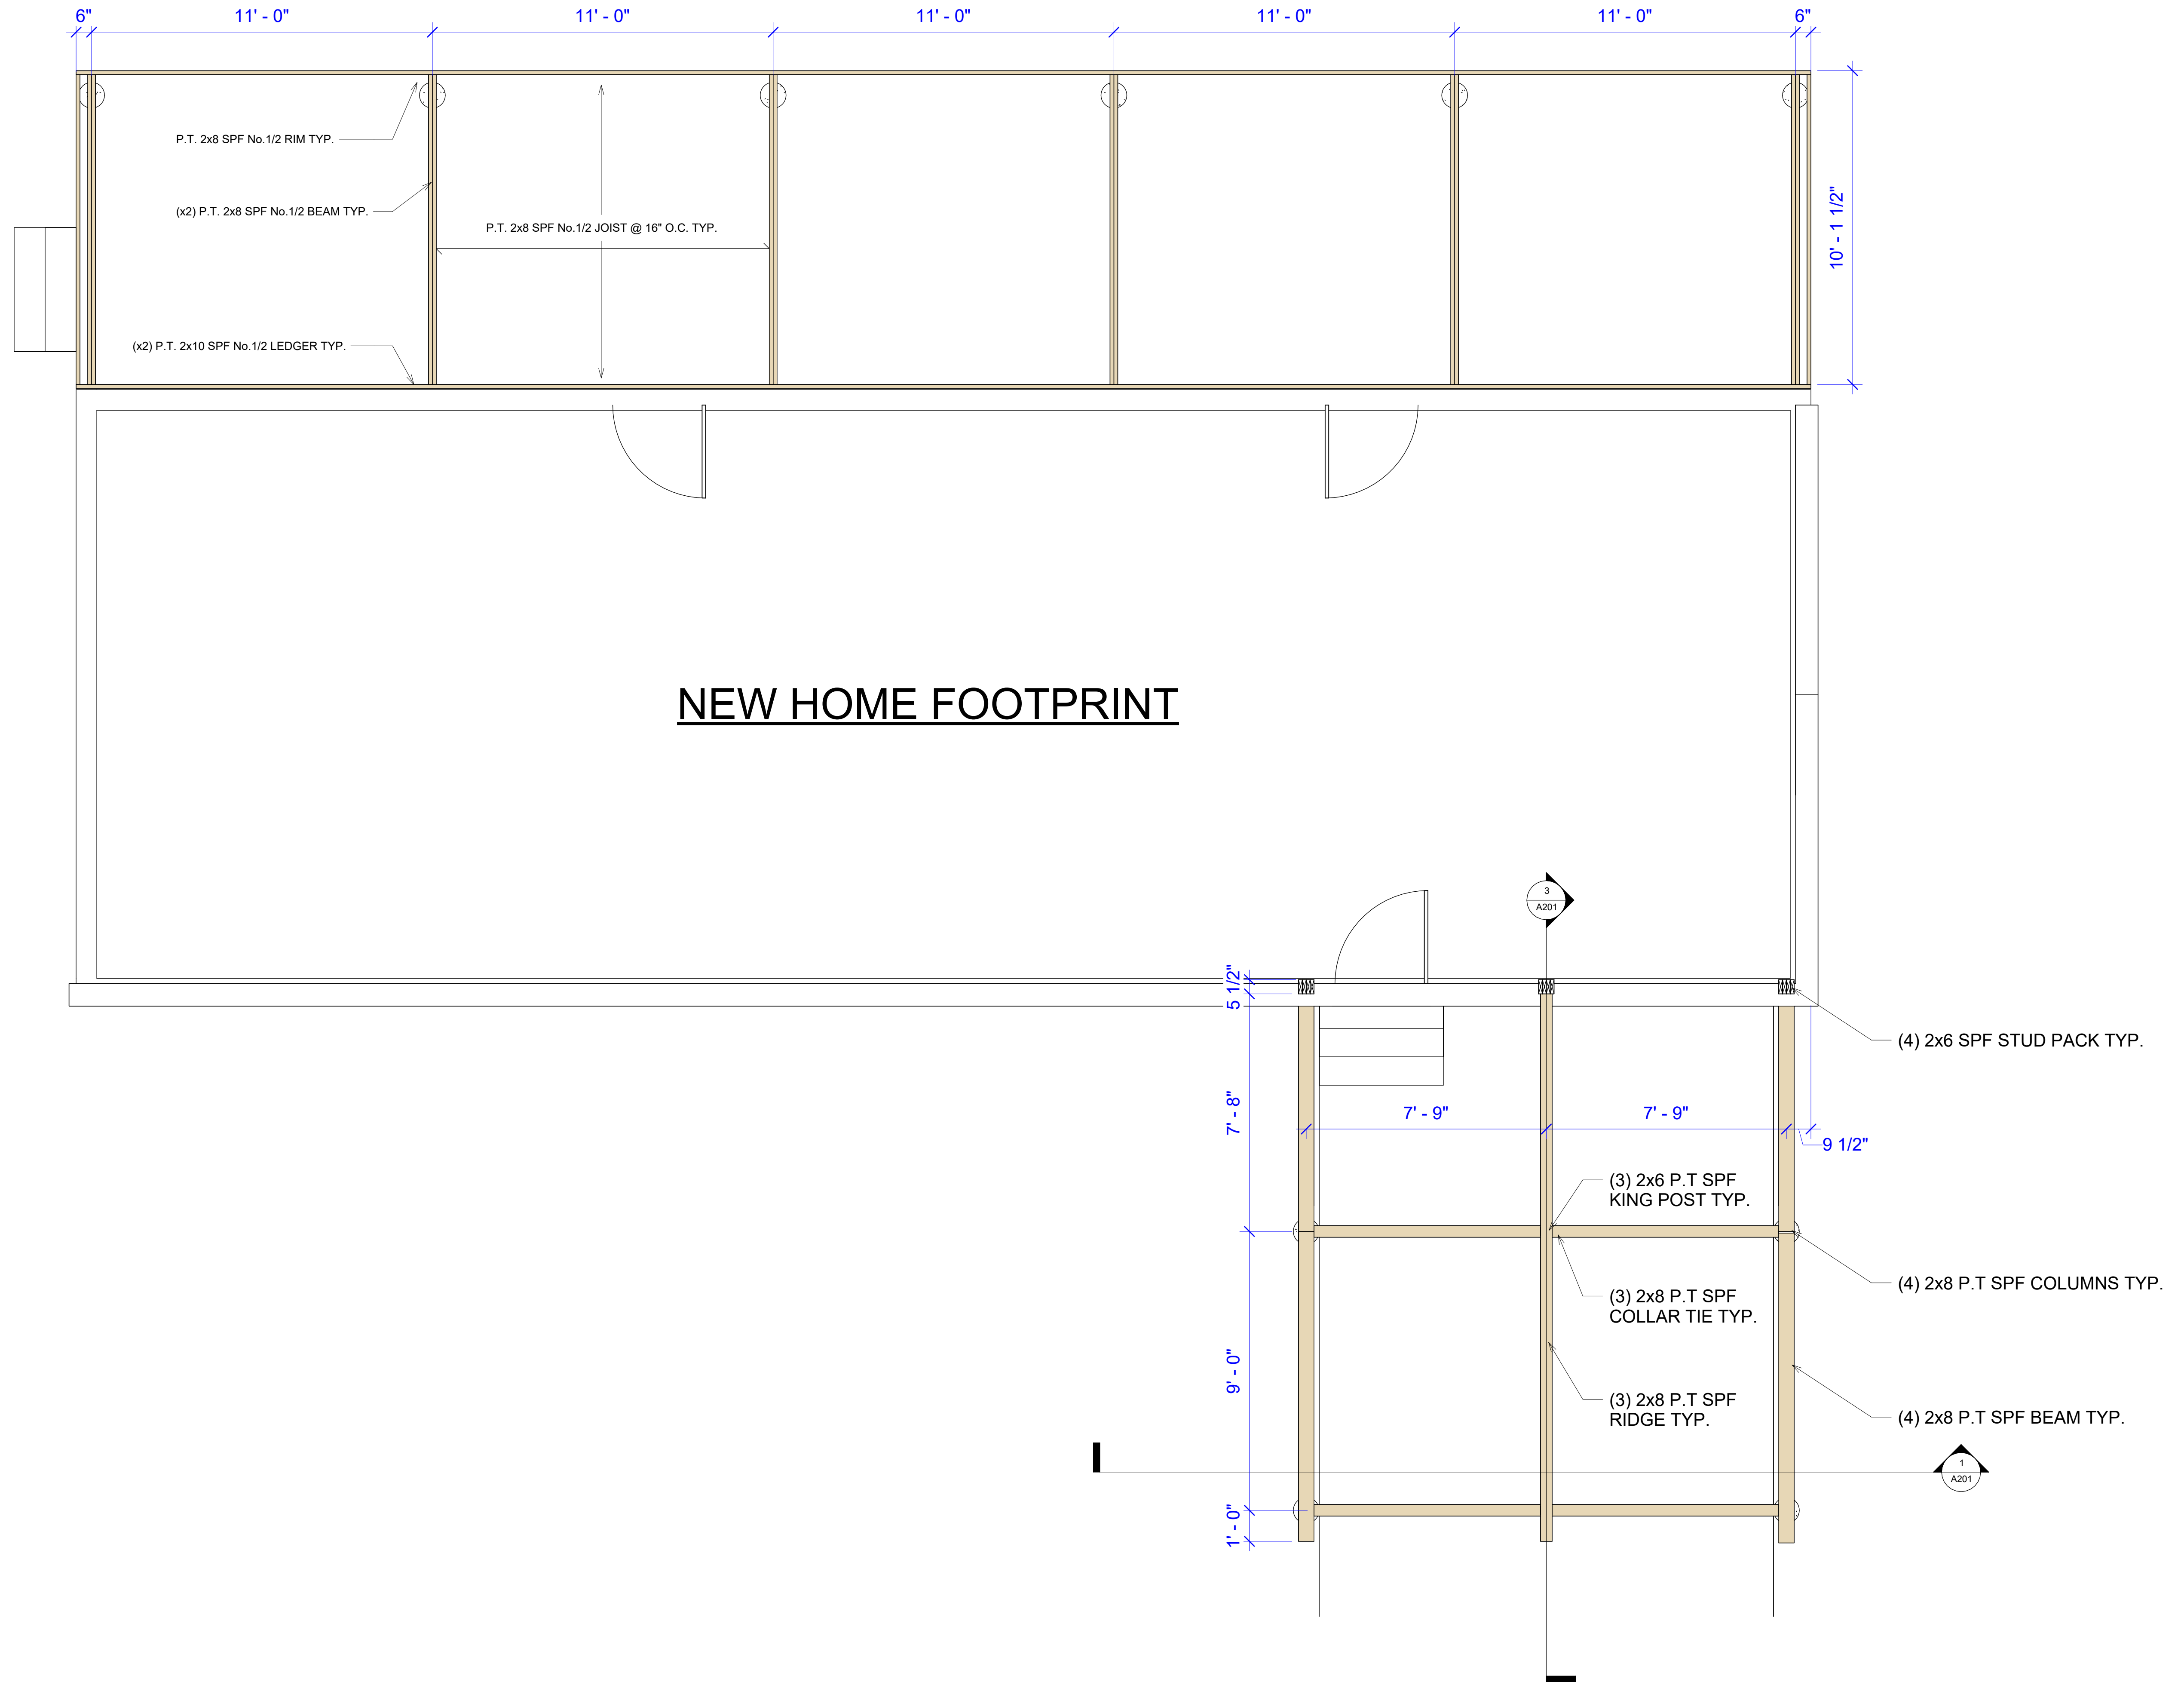 6" 11' - 0" 11' - 0" 11' - 0" 11' - 0" 11' - 0" 6"
P.T. 2x8 SPF No.1/2 RIM TYP.
(x2) P.T. 2x8 SPF No.1/2 BEAM TYP.
P.T. 2x8 SPF No.1/2 JOIST @ 16" O.C. TYP.
10' - 1 1/2"
(x2) P.T. 2x10 SPF No.1/2 LEDGER TYP.
NEW HOME FOOTPRINT
3
A201
5 1/2"
(4) 2x6 SPF STUD PACK TYP.
7' - 8"
7' - 9" 7' - 9"
9 1/2"
(3) 2x6 P.T SPF
KING POST TYP.
(4) 2x8 P.T SPF COLUMNS TYP.
(3) 2x8 P.T SPF
COLLAR TIE TYP.
9' - 0"
(3) 2x8 P.T SPF
RIDGE TYP.
(4) 2x8 P.T SPF BEAM TYP.
1
A201
1' - 0"